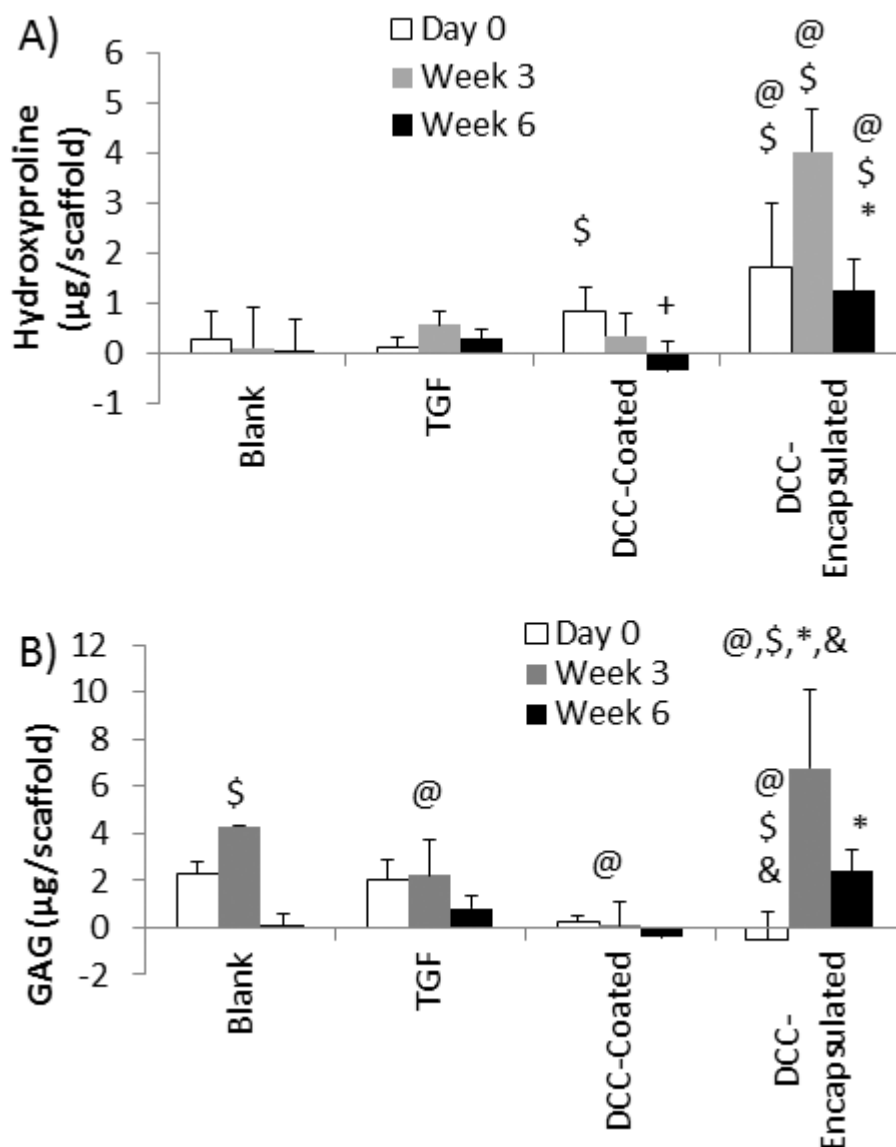 A)
Day 0
Week 3
Week 6
Hydroxyproline
(µg/scaffold)
6
5
4
3
2
1
0
-1
$
+
@
$
@
$
@
$
*
Blank
TGF
DCC-Coated
DCC-
Encapsulated
B)
Day 0
Week 3
Week 6
GAG (µg/scaffold)
12
10
8
6
4
2
0
-2
$
@
@
@,$,*,&
@
$
&
*
Blank
TGF
DCC-Coated
DCC-
Encapsulated